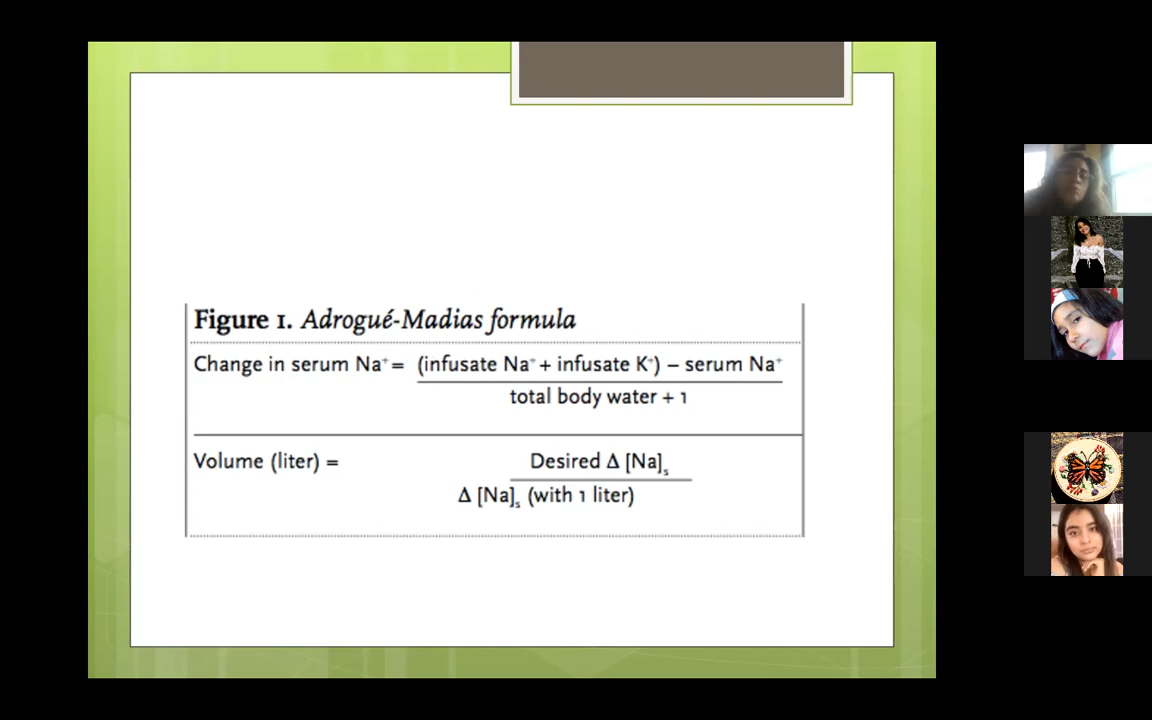 Figure 1. Adrogué-Madias formula
Change in serum Na⁺ = (infusate Na⁺ + infusate K⁺) – serum Na⁺
total body water + 1
Volume (liter) = Desired Δ [Na]ₛ
Δ [Na]ₛ (with 1 liter)